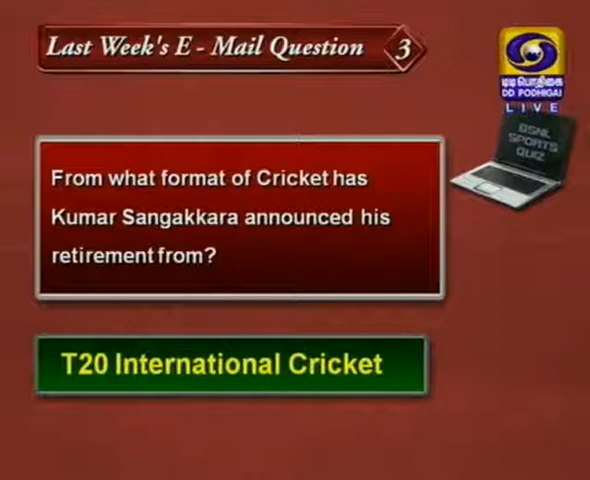 Last Week's E - Mail Question 3
டிடி பொதிகை
DD PODHIGAI
LIVE
BSNL
SPORTS
QUIZ
From what format of Cricket has
Kumar Sangakkara announced his
retirement from?
T20 International Cricket